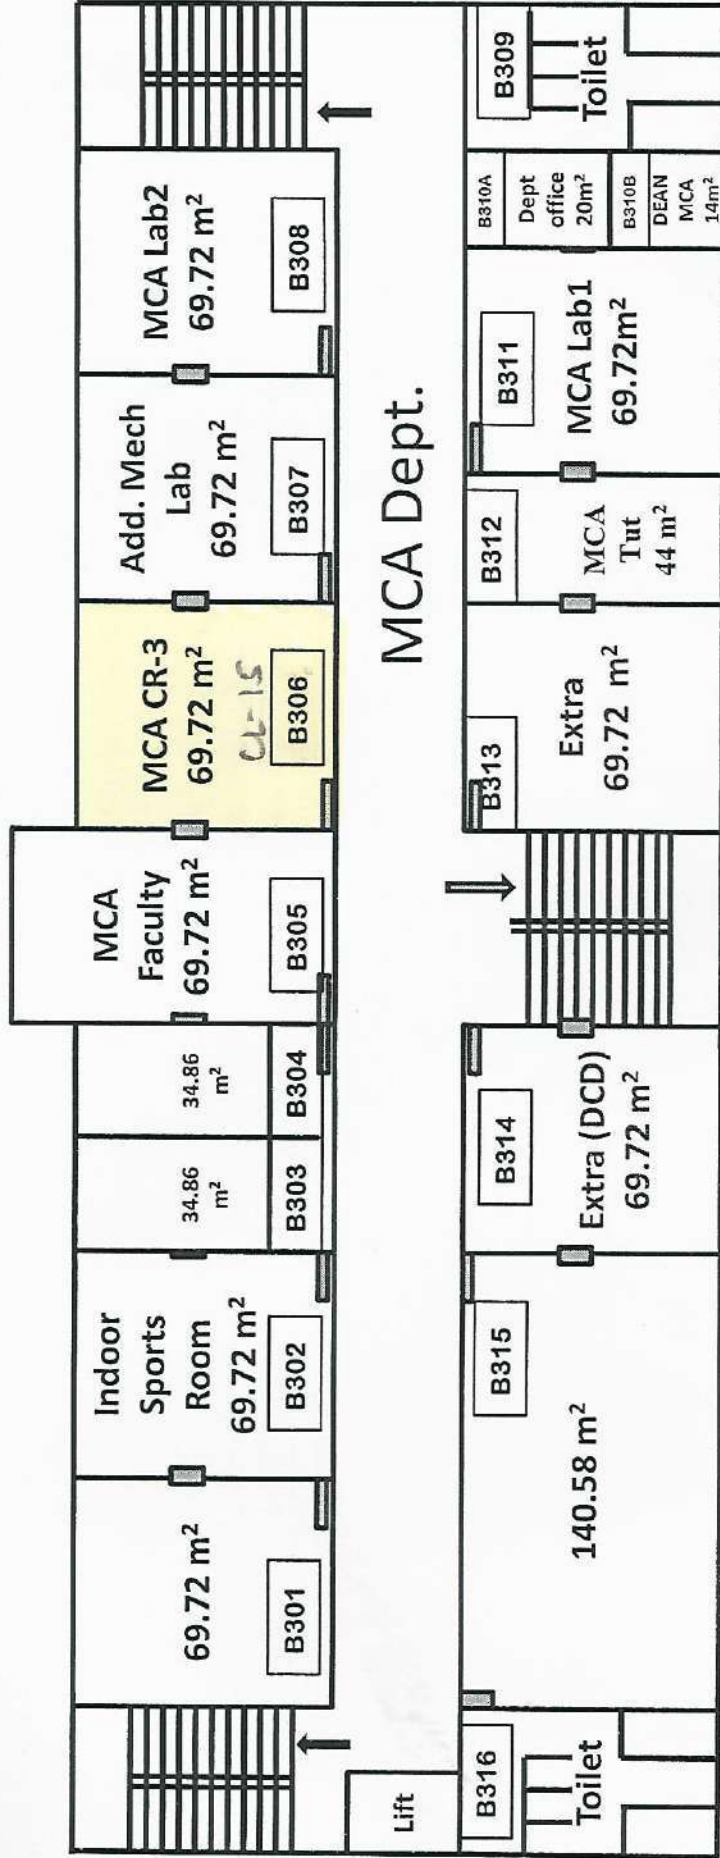 69.72 m²
B301
Indoor
Sports
Room
69.72 m²
B302
34.86
m²
B303
34.86
m²
B304
MCA
Faculty
69.72 m²
B305
MCA CR-3
69.72 m²
CL-15
B306
Add. Mech
Lab
69.72 m²
B307
MCA Lab2
69.72 m²
B308
MCA Dept.
Lift
B316
Toilet
B315
140.58 m²
B314
Extra (DCD)
69.72 m²
B313
Extra
69.72 m²
B312
MCA
Tut
44 m²
B311
MCA Lab1
69.72m²
B310A
Dept
office
20m²
B310B
DEAN
MCA
14m²
B309
Toilet